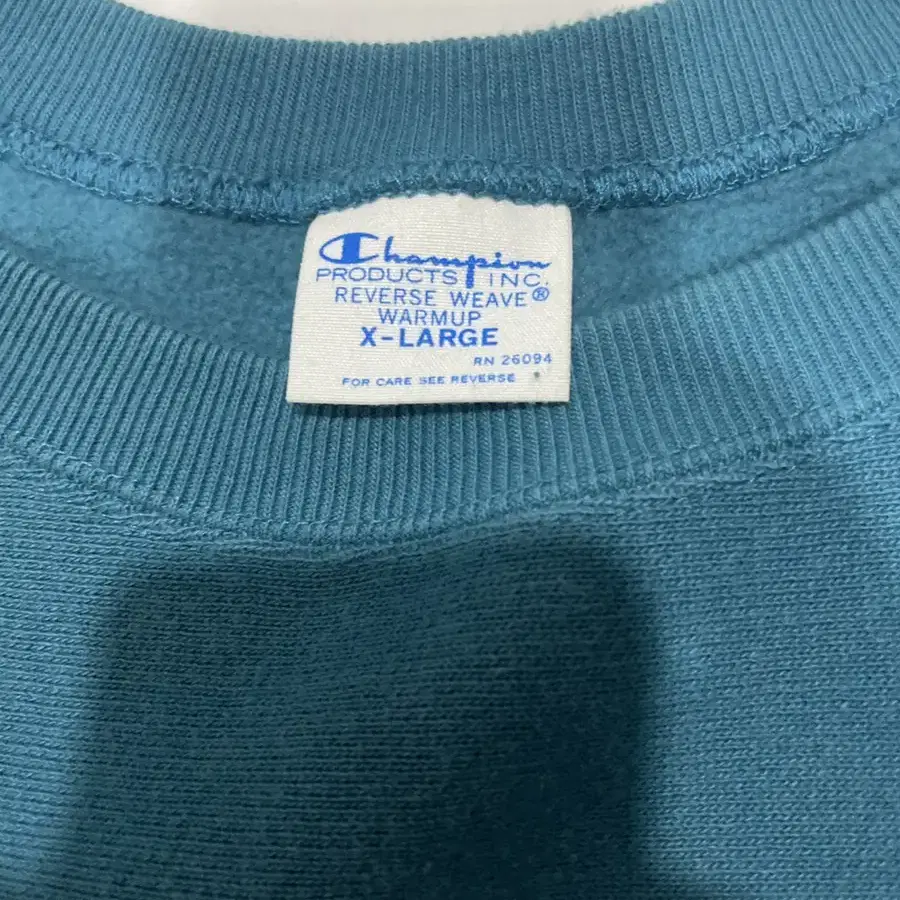 Champion
PRODUCTS INC.
REVERSE WEAVE®
WARMUP
X-LARGE
RN 26094
FOR CARE SEE REVERSE